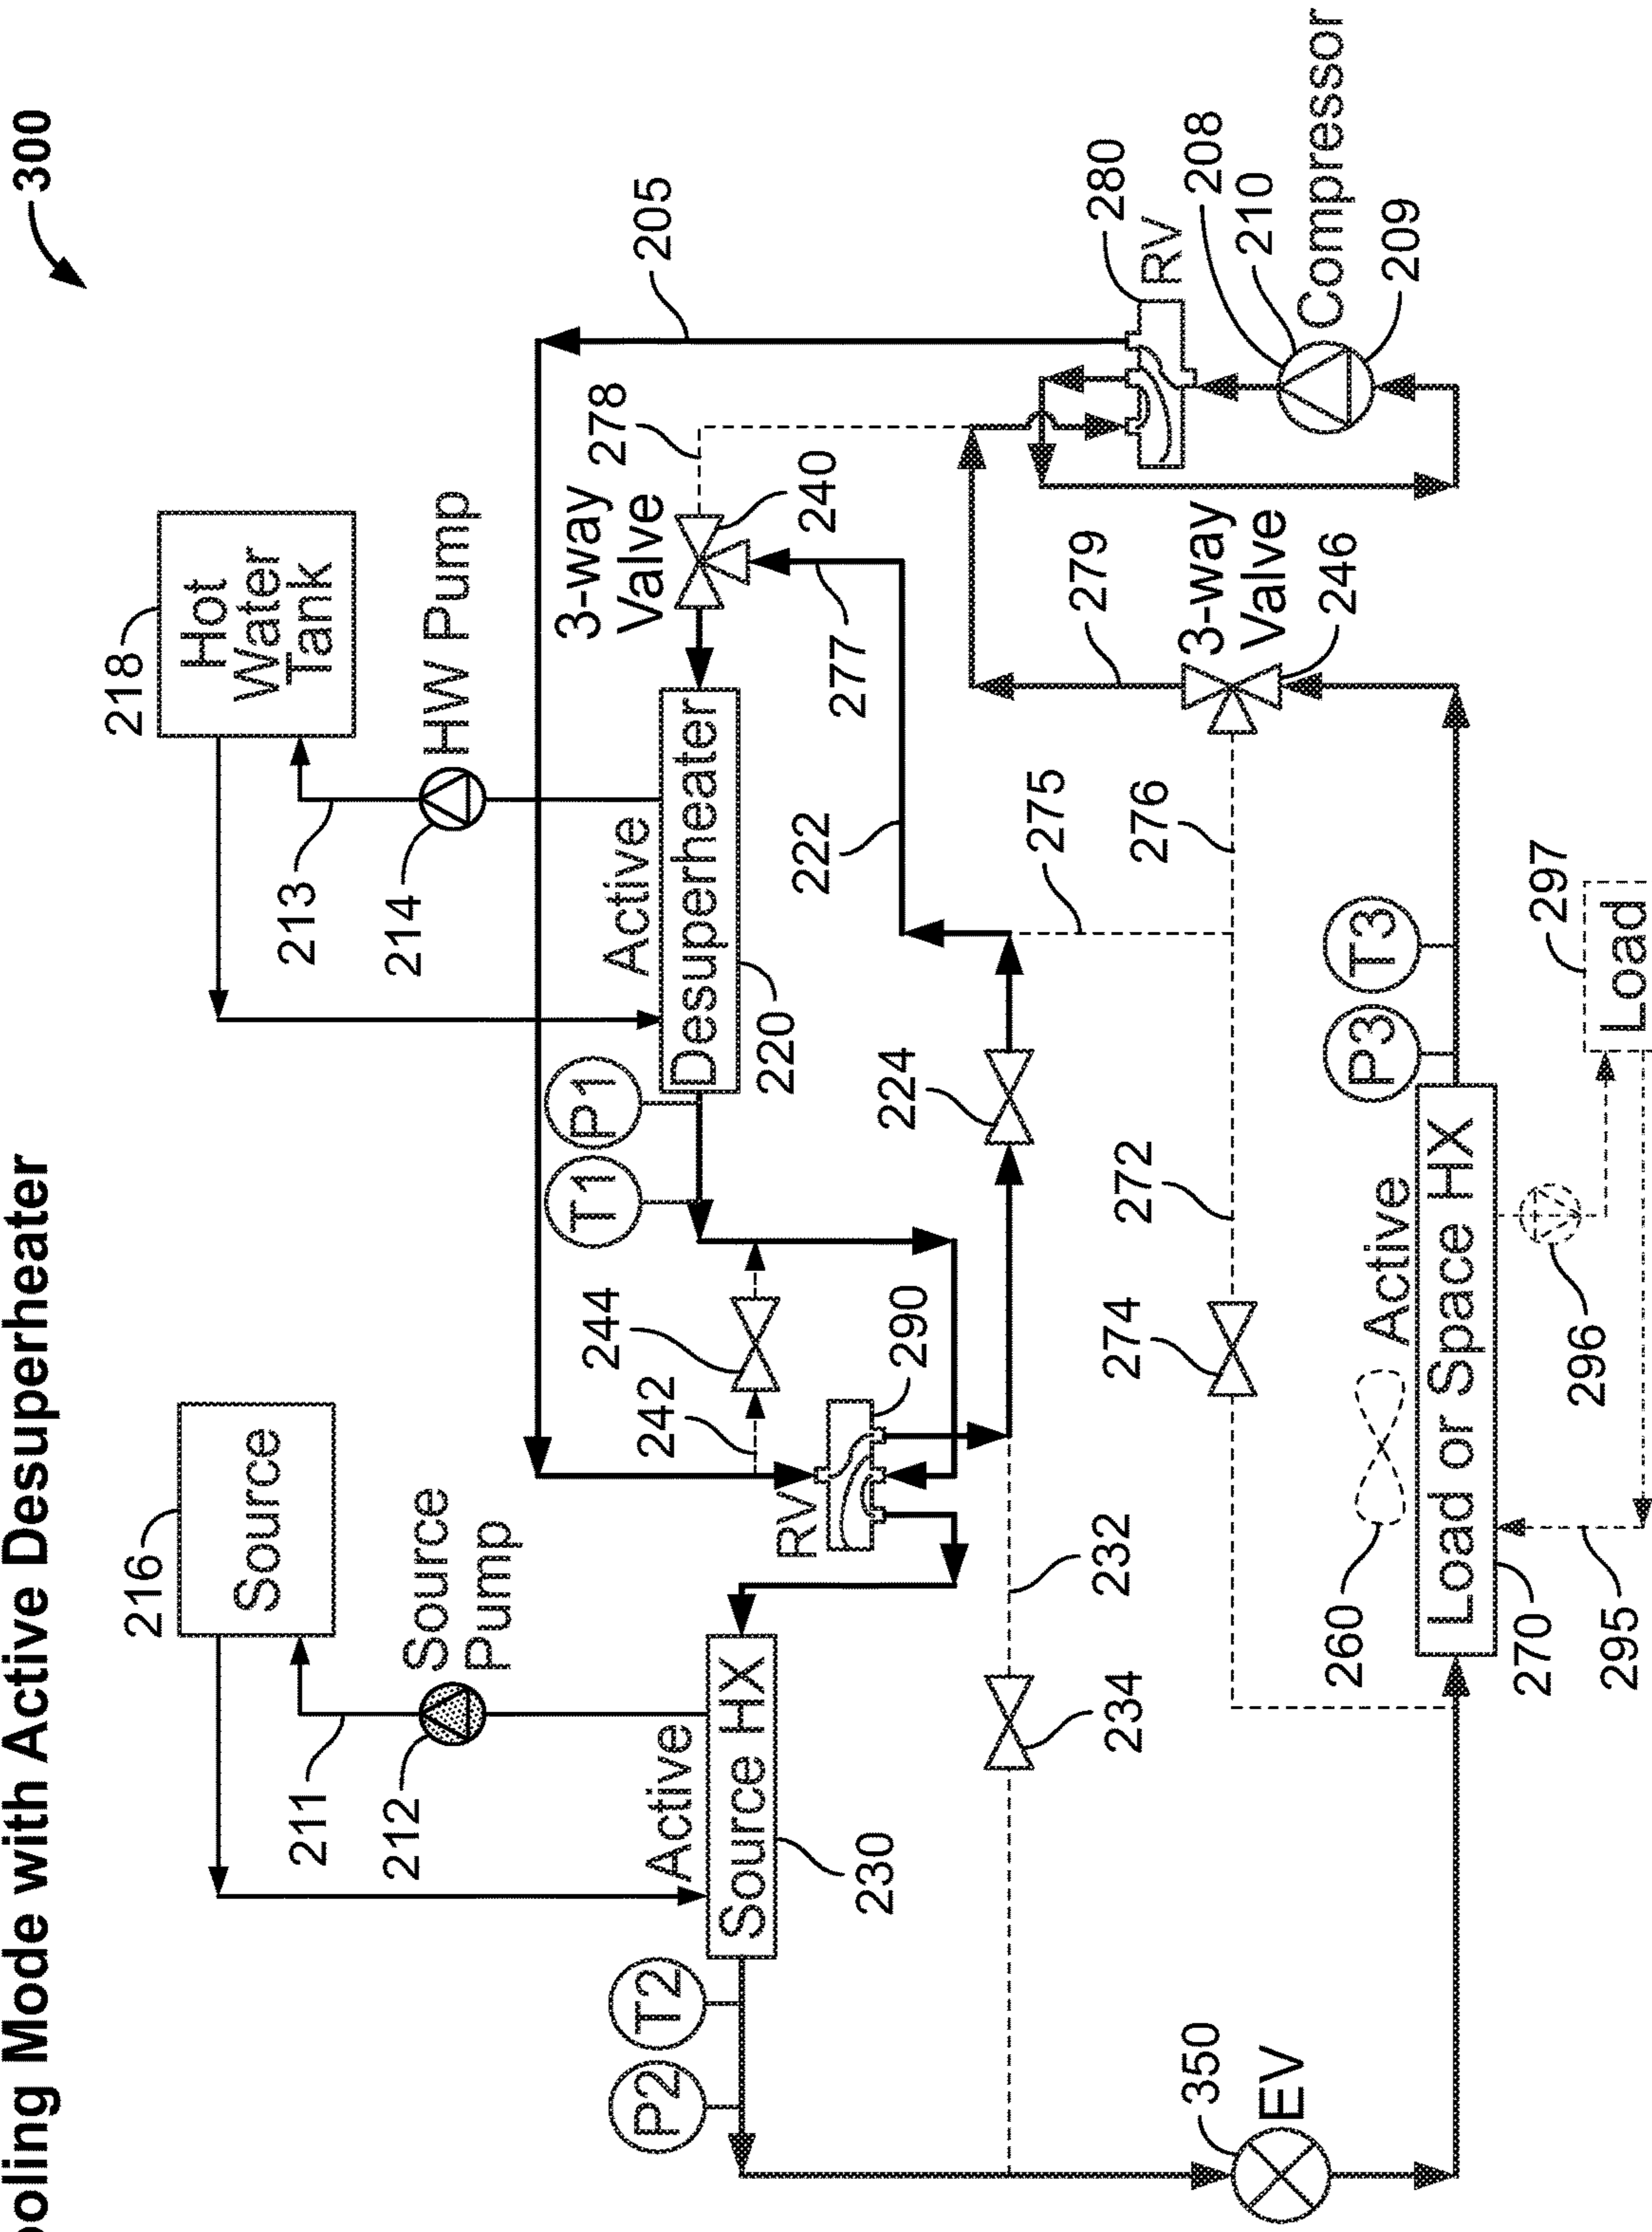 ooling Mode with Active Desuperheater
300
216
Source
218
Hot
Water
Tank
211
212
Source
Pump
213
214
HW Pump
P2
T2
Active
Source HX
230
T1
P1
Active
Desuperheater
220
3-way
Valve
240
278
205
242
244
RV
290
222
277
224
232
234
272
274
275
276
279
3-way
Valve
246
280
RV
208
210
Compressor
209
350
EV
260
Active
Load or Space HX
270
P3
T3
295
296
297
Load